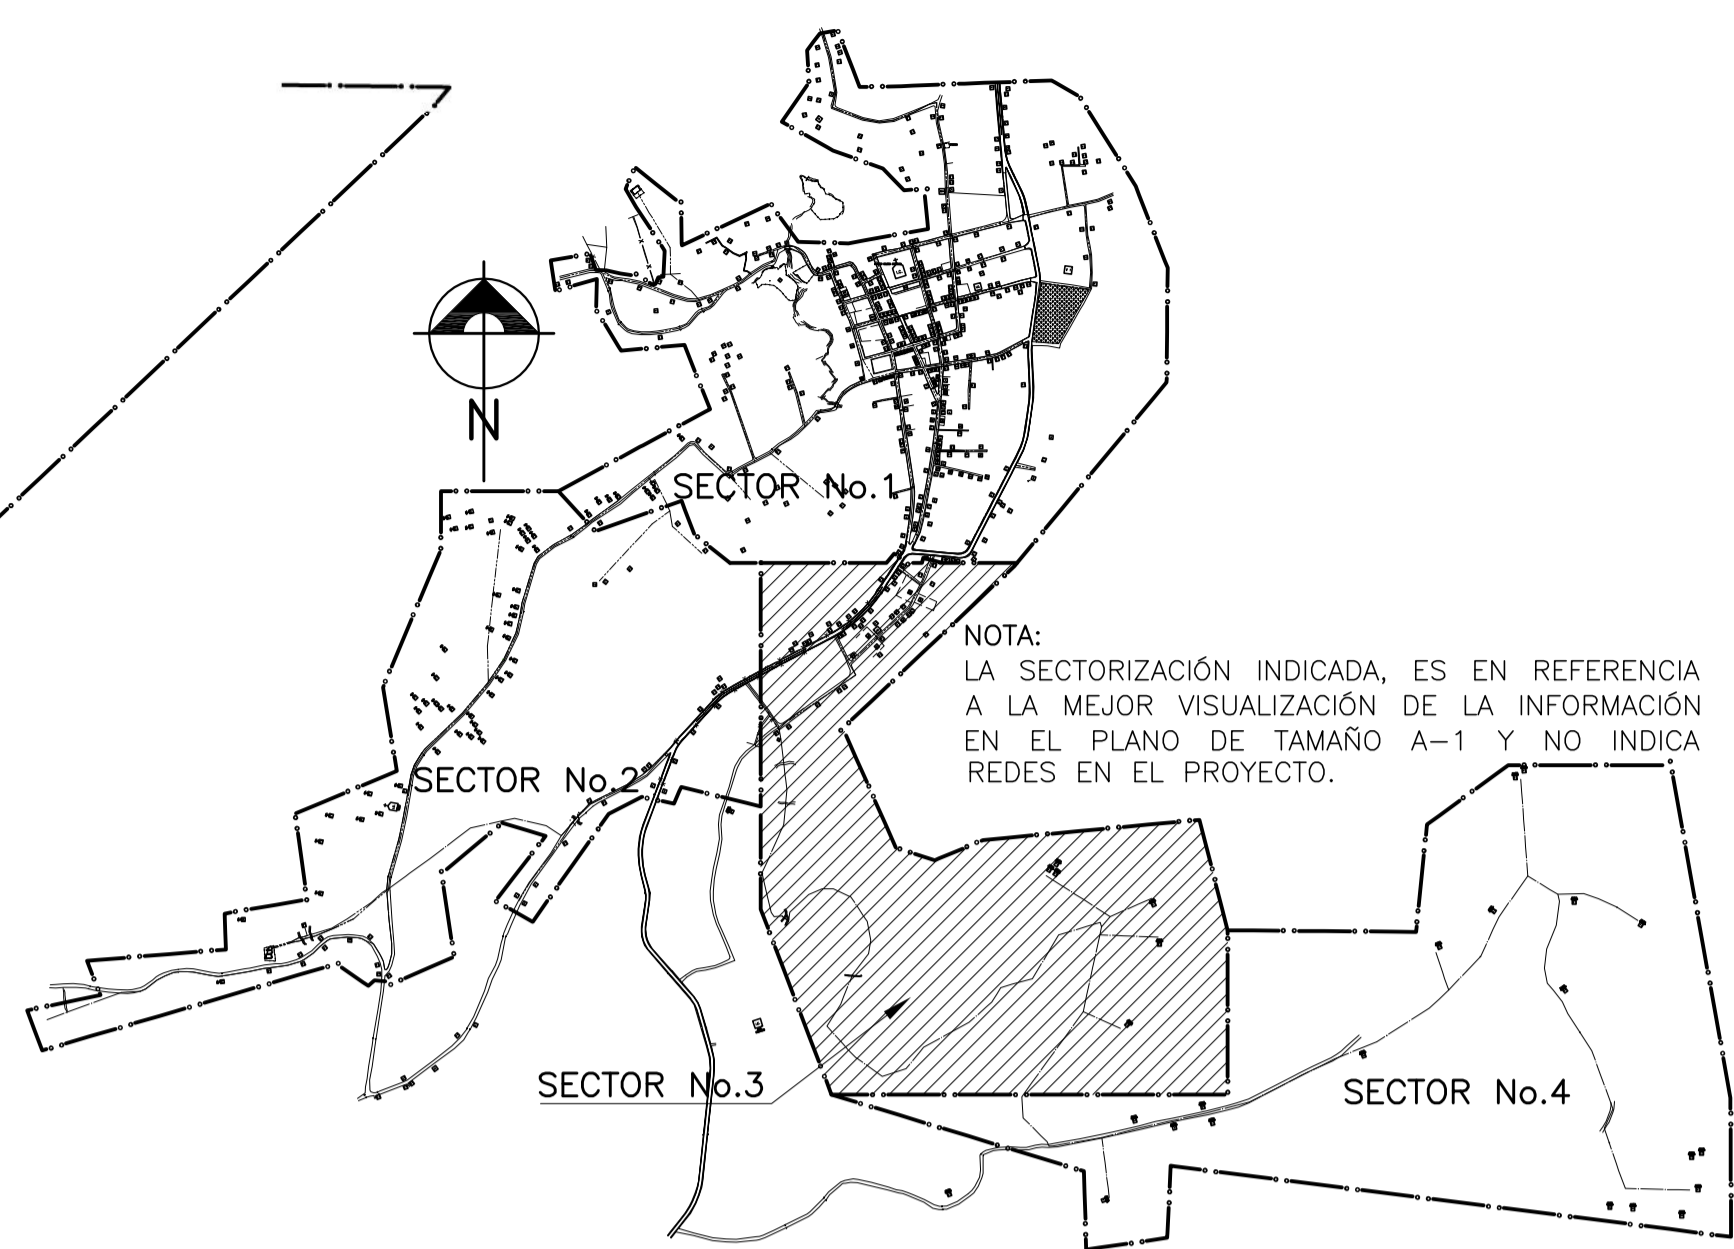 N
SECTOR No.1
NOTA:
LA SECTORIZACIÓN INDICADA, ES EN REFERENCIA
A LA MEJOR VISUALIZACIÓN DE LA INFORMACIÓN
EN EL PLANO DE TAMAÑO A-1 Y NO INDICA
REDES EN EL PROYECTO.
SECTOR No.2
SECTOR No.3
SECTOR No.4